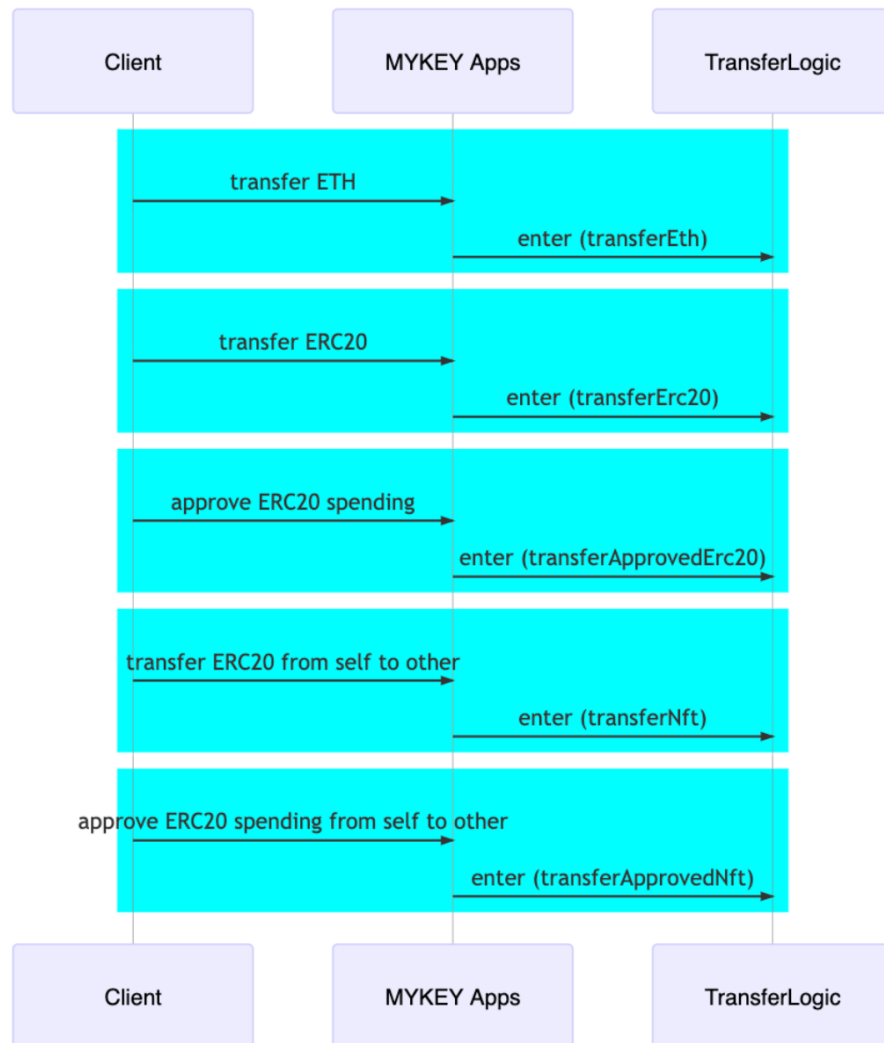 Client
MYKEY Apps
TransferLogic
transfer ETH
enter (transferEth)
transfer ERC20
enter (transferErc20)
approve ERC20 spending
enter (transferApprovedErc20)
transfer ERC20 from self to other
enter (transferNft)
approve ERC20 spending from self to other
enter (transferApprovedNft)
Client
MYKEY Apps
TransferLogic